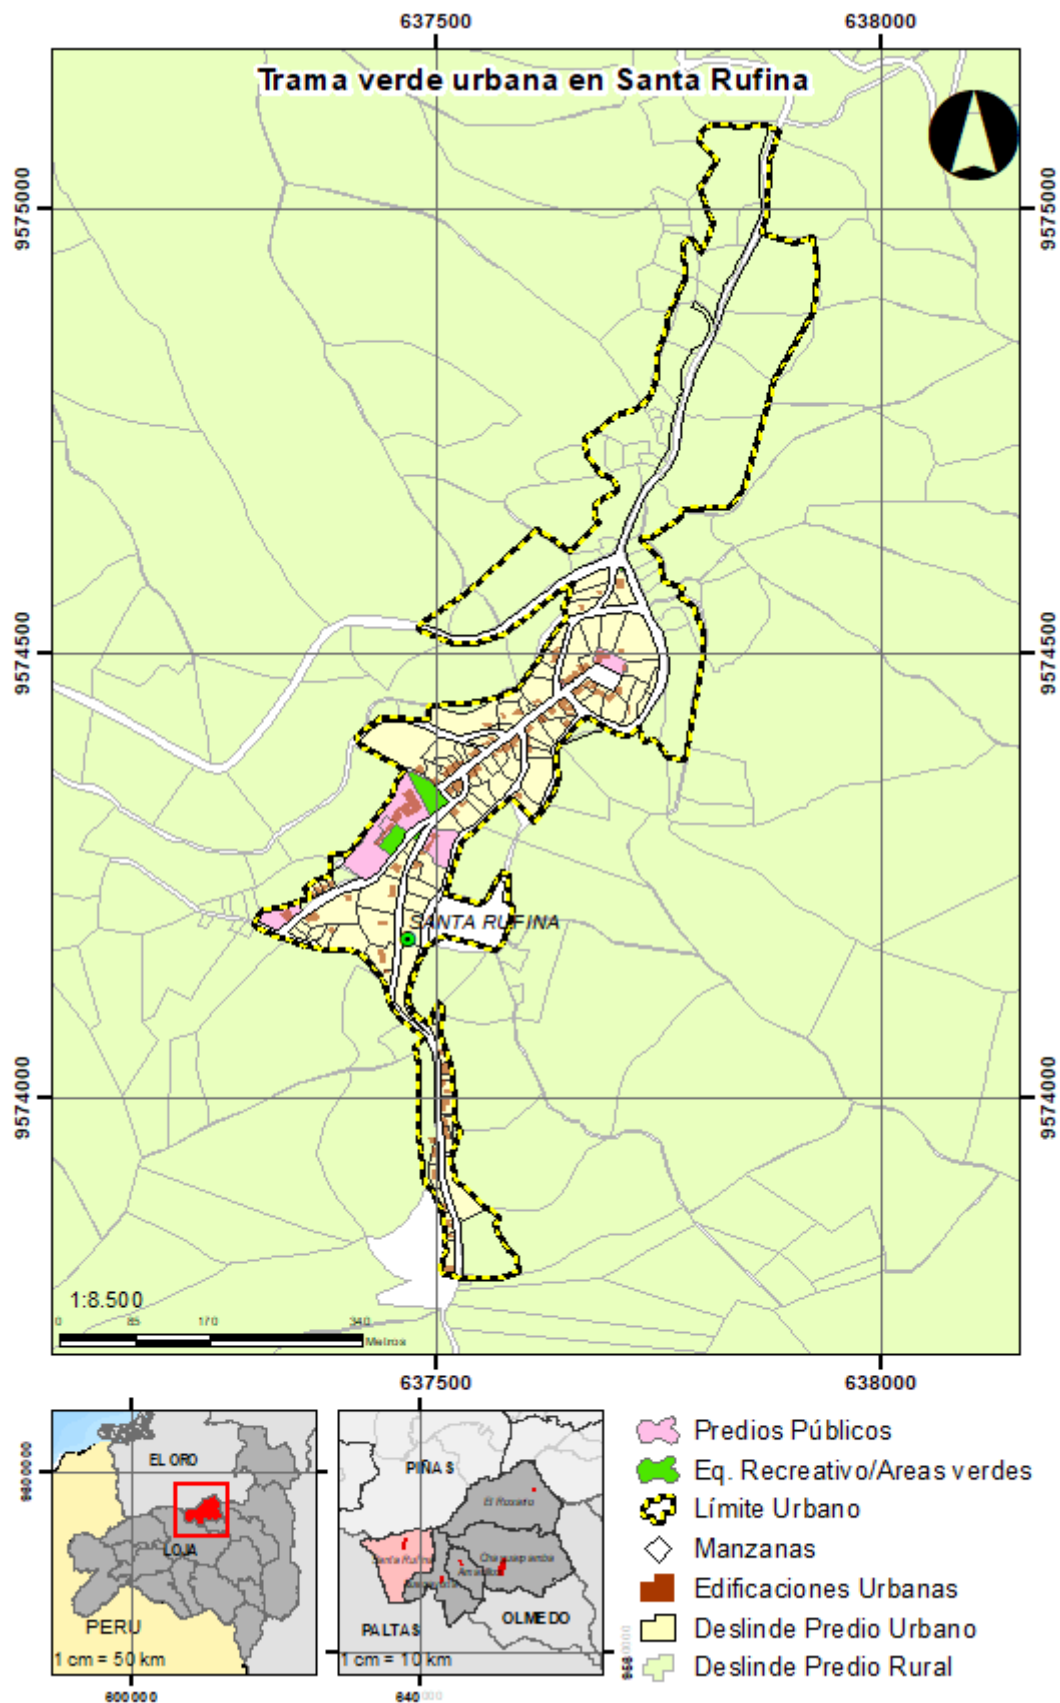 637500
638000
Trama verde urbana en Santa Rufina
9575000
9575000
9574500
9574500
SANTA RUFINA
9574000
9574000
1:8.500
0 85 170 340
Metros
637500
638000
EL ORO
LOJA
PERU
1 cm = 50 km
600000
PIÑAS
El Rosario
Santa Rufina
Chaguarpamba
PALTAS
OLMEDO
1 cm = 10 km
640000
Predios Públicos
Eq. Recreativo/Areas verdes
Límite Urbano
Manzanas
Edificaciones Urbanas
Deslinde Predio Urbano
Deslinde Predio Rural